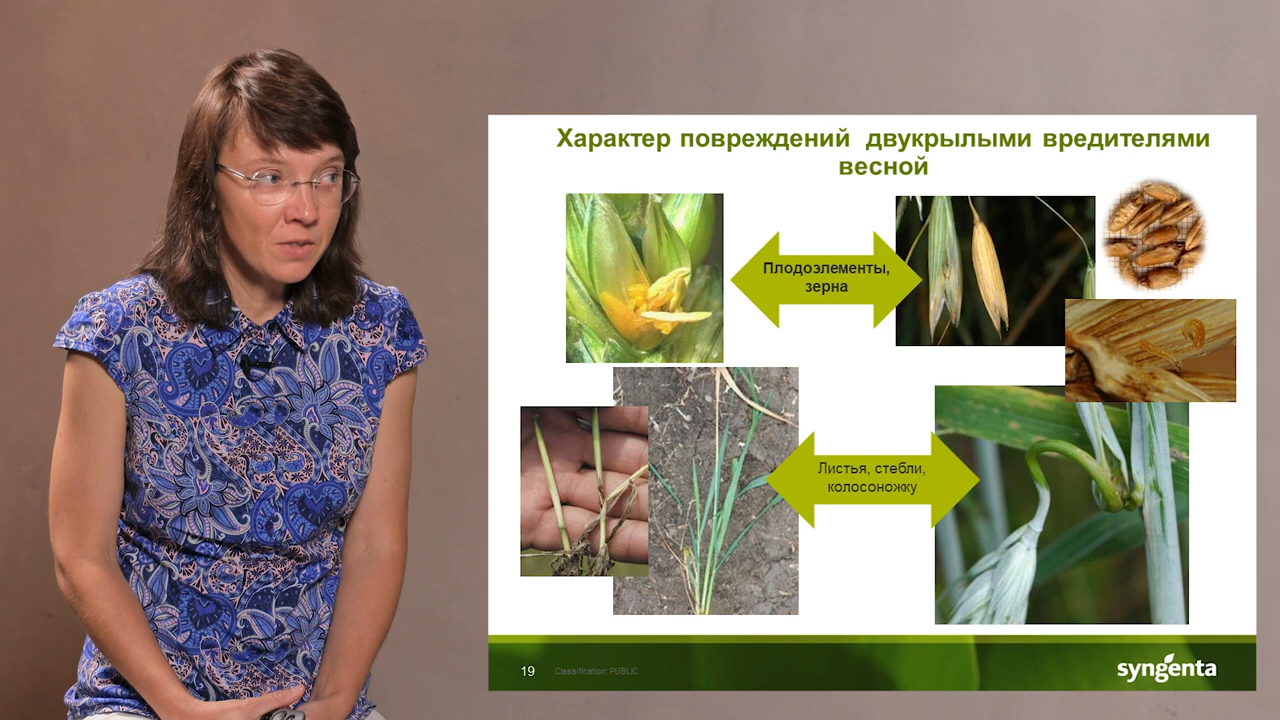 Характер повреждений двукрылыми вредителями
весной
Плодоэлементы,
зерна
Листья, стебли,
колосоножку
19
Classification: PUBLIC
syngenta